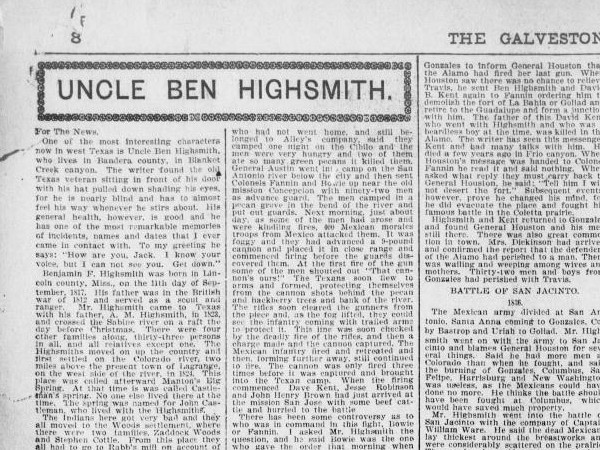 8
THE GALVESTON
UNCLE BEN HIGHSMITH.
For The News.
One of the most interesting characters
now in west Texas is Uncle Ben Highsmith,
who lives in Bandera county, in Blanket
Creek canyon. The writer found the old
Texas veteran sitting in front of his door
with his hat pulled down shading his eyes,
for he is nearly blind and has to almost
feel his way whenever he stirs about. His
general health, however, is good and he
has one of the most remarkable memories
of incidents, names and dates that I ever
came in contact with. To my greeting he
says: "How are you, Jack. I know your
voice, but I can not see you. Get down."
Benjamin F. Highsmith was born in Lin-
coln county, Miss., on the 11th day of Sep-
tember, 1817. His father was in the British
war of 1812 and served as a scout and
ranger. Mr. Highsmith came to Texas
with his father, A. M. Highsmith, in 1823,
and crossed the Sabine river on a raft the
day before Christmas. There were four
other families along, thirty-three persons
in all, and all relatives except one. The
Highsmiths moved on up the country and
first settled on the Colorado river, two
miles above the present town of Lagrange,
on the west side of the river, in 1824. This
place was called afterward Manton's Big
Spring. At that time is was called Castle-
man's spring. No one else lived there at the
time. The spring was named for John Cas-
tleman, who lived with the Highsmiths.
The Indians here got very bad and they
all moved to the Woods settlement, where
there were two families, Zaddock Woods
and Stephen Cottle. From this place they
all had to go to Rabb's mill on account of
who had not went home, and still be-
longed to Alley's company, said they
camped one night on the Cibilo and the
men were very hungry and two of them
ate so many green pecans it killed them.
General Austin went into camp on the San
Antonio river below the city and then sent
Colonels Fannin and Bowie up near the old
mission Concepcion with ninety-two men
as advance guard. The men camped in a
pecan grove in the bend of the river and
put out guards. Next morning, just about
day, as some of the men had arose and
were kindling fires, 400 Mexican morales
troops from Mexico attacked them. It was
foggy and they had advanced a 9-pound
cannon and placed it in close range and
commenced firing before the guards dis-
covered them. At the first fire of the gun
some of the men shouted out "That can-
non's ours!" The Texans soon flew to
arms and formed, protecting themselves
from the cannon shots behind the pecan
and hackberry trees and bank of the river.
The rifles soon cleared the gunners from
the piece and, as the fog lifted, they could
see the infantry coming with trailed arms
to protect it. This line was soon checked
by the deadly fire of the rifles, and then a
charge made and the cannon captured. The
Mexican infantry fired and retreated and
then, forming further away, still continued
to fire. The cannon was only fired three
times before it was captured and brought
into the Texan camp. When the firing
commenced Dave Kent, Jesse Robinson
and John Henry Brown had just arrived at
the mission San Jose with some beef cat-
tle and hurried to the battle
There has been some controversy as to
who was in command in this fight, Bowie
or Fannin. I asked Mr. Highsmith the
question, and he said Bowie was the one
who gave the order that morning when
Gonzales to inform General Houston that
the Alamo had fired her last gun. When
Houston saw there was no chance to relieve
Travis, he sent Ben Highsmith and David
B. Kent again to Fannin ordering him to
demolish the fort of La Bahia or Goliad and
retire to the Guadalupe and form a junction
with him. The father of this David Kent
who went with Highsmith and who was a
beardless boy at the time, was killed in the
Alamo. The writer has seen this messenger
Kent and had many talks with him. He
died a few years ago in Frio canyon. When
Houston's message was handed to Colonel
Fannin he read it and said nothing. When
asked what reply they must carry back to
General Houston, he said: "Tell him I will
not desert the fort." Subsequent events,
however, prove he changed his mind, for
he did evacuate the place and fought his
famous battle in the Coletta prairie.
Highsmith and Kent returned to Gonzales
and found General Houston and his men
still there. There was also great commo-
tion in town. Mrs. Dickinson had arrived
and confirmed the report that the defenders
of the Alamo had perished to a man. There
was wailing and weeping among wives and
mothers. Thirty-two men and boys from
Gonzales had perished with Travis.
BATTLE OF SAN JACINTO.
1836.
The Mexican army divided at San An-
tonio, Santa Anna coming to Gonzales, Cos
by Bastrop and Urlah to Goliad. Mr. High-
smith went on with the army to San Ja-
cinto and blames General Houston for sev-
eral things. Said he had more men at
Colorado than when he fought, and said
the burning of Gonzales, Columbus, San
Felipe, Harrisburg and New Washington
was useless, as the Mexicans could have
done no more. He thinks the battle should
have been fought at Columbus, which
would have saved much property.
Mr. Highsmith went into the battle of
San Jacinto with the company of Captain
William Ware. He said the dead Mexicans
lay thickest around the breastworks and
were considerably scattered on the prairie